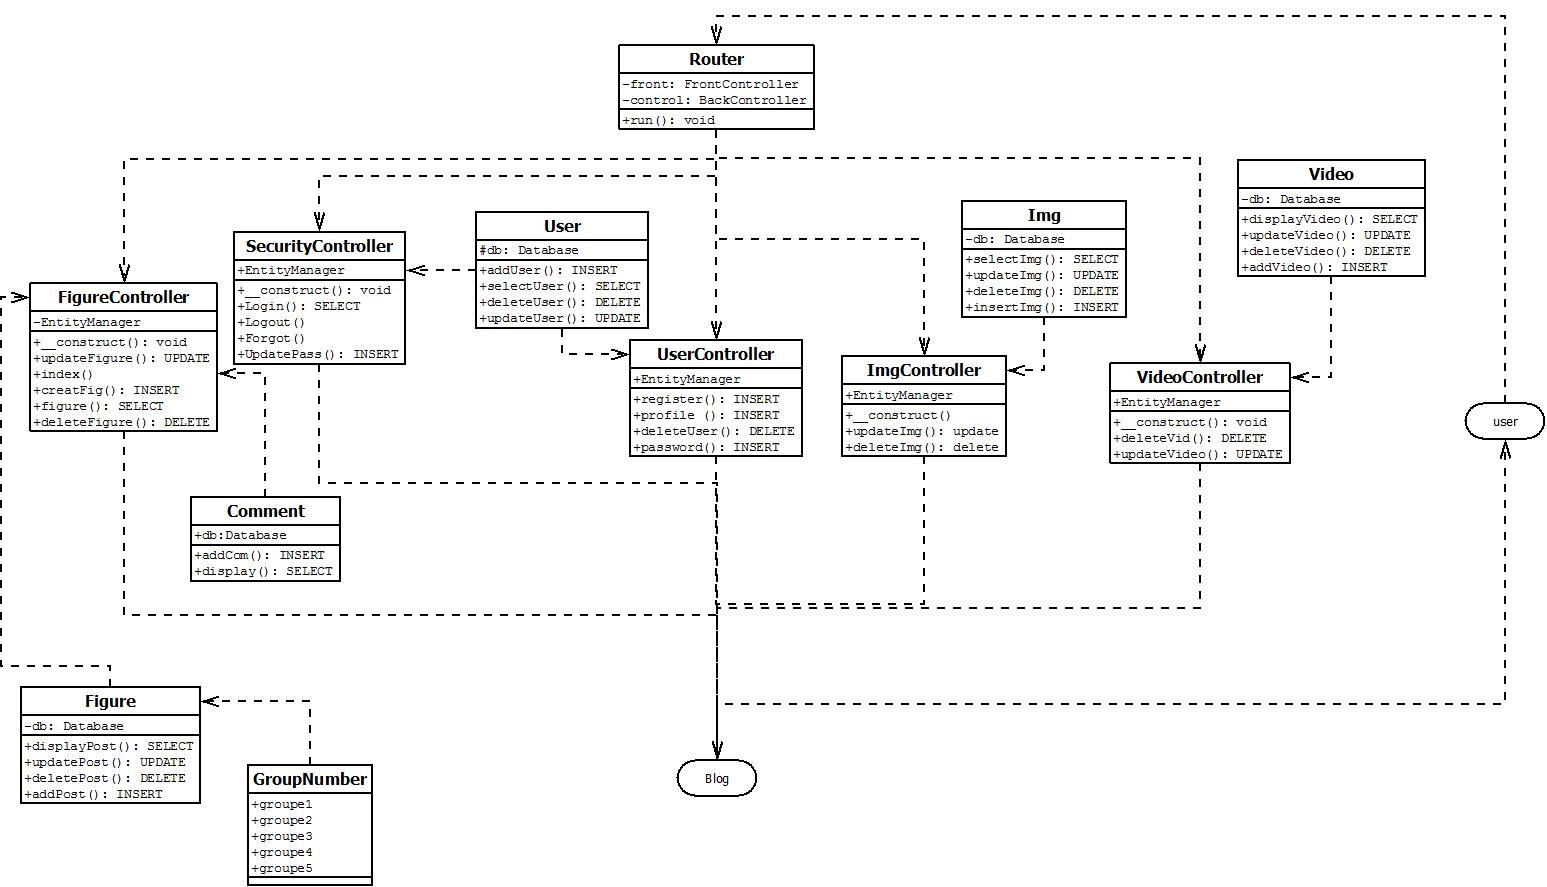 Router
-front: FrontController
-control: BackController
+run(): void
Video
-db: Database
+displayVideo(): SELECT
+updateVideo(): UPDATE
+deleteVideo(): DELETE
+addVideo(): INSERT
Img
-db: Database
+selectImg(): SELECT
+updateImg(): UPDATE
+deleteImg(): DELETE
+insertImg(): INSERT
User
#db: Database
+addUser(): INSERT
+selectUser(): SELECT
+deleteUser(): DELETE
+updateUser(): UPDATE
SecurityController
+EntityManager
+__construct(): void
+Login(): SELECT
+Logout()
+Forgot()
+UpdatePass(): INSERT
FigureController
-EntityManager
+__construct(): void
+updateFigure(): UPDATE
+index()
+creatFig(): INSERT
+figure(): SELECT
+deleteFigure(): DELETE
UserController
+EntityManager
+register(): INSERT
+profile (): INSERT
+deleteUser(): DELETE
+password(): INSERT
ImgController
+EntityManager
+__construct()
+updateImg(): update
+deleteImg(): delete
VideoController
+EntityManager
+__construct(): void
+deleteVid(): DELETE
+updateVideo(): UPDATE
user
Comment
+db:Database
+addCom(): INSERT
+display(): SELECT
Figure
-db: Database
+displayPost(): SELECT
+updatePost(): UPDATE
+deletePost(): DELETE
+addPost(): INSERT
GroupNumber
+groupe1
+groupe2
+groupe3
+groupe4
+groupe5
Blog